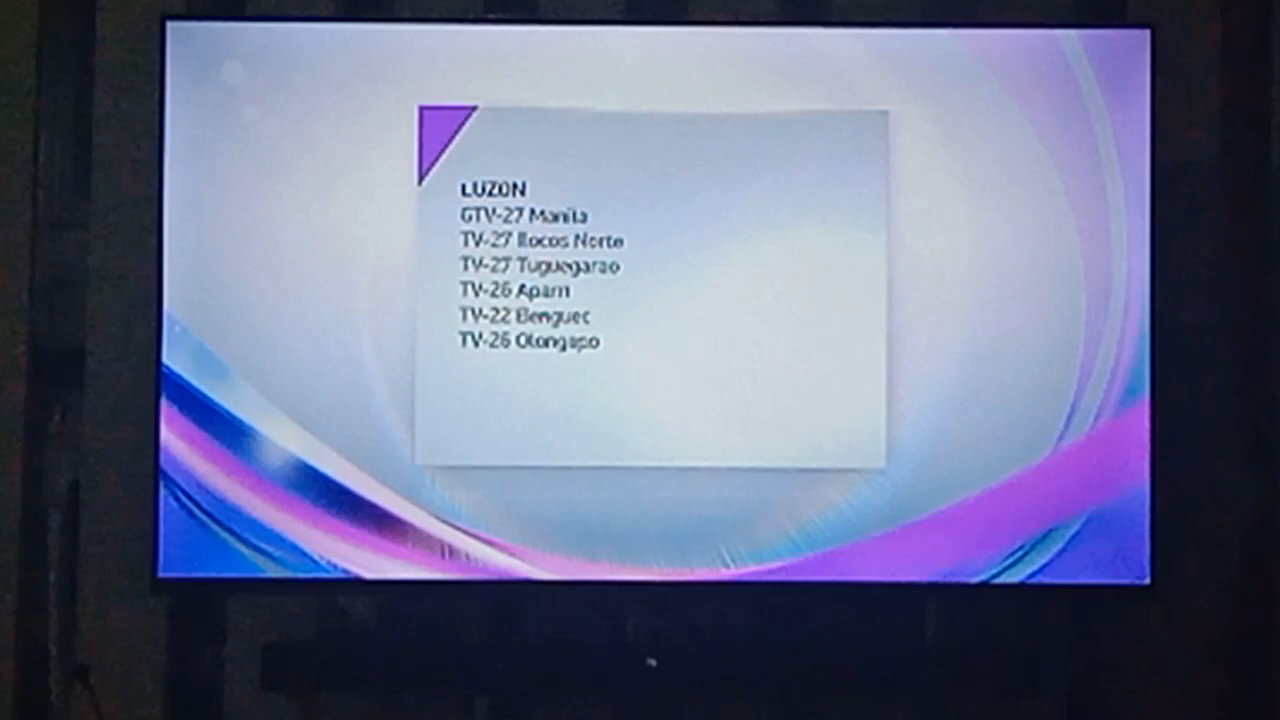 LUZON
GTV-27 Manila
TV-27 Ilocos Norte
TV-27 Tuguegarao
TV-26 Aparri
TV-22 Benguet
TV-26 Olongapo